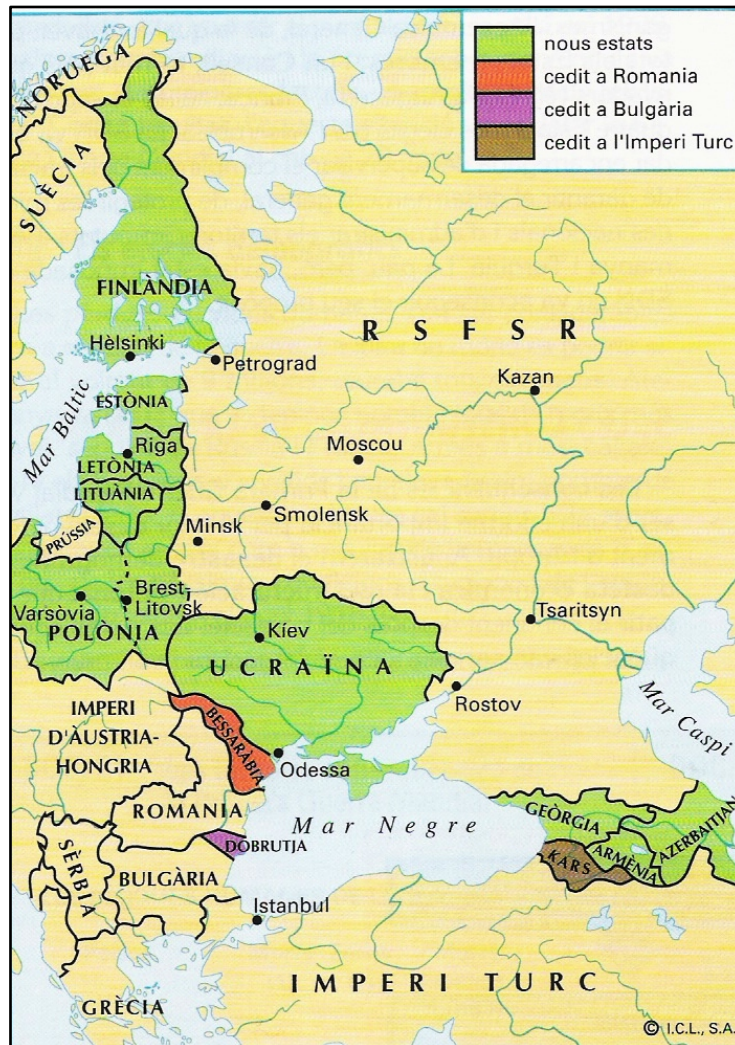 nous estats
cedit a Romania
cedit a Bulgària
cedit a l'Imperi Turc
NORUEGA
SUÈCIA
FINLÀNDIA
Hèlsinki
Petrograd
R S F S R
Kazan
ESTÒNIA
Mar Bàltic
Riga
LETÒNIA
Moscou
LITUÀNIA
Smolensk
PRÚSSIA
Minsk
Brest-
Litovsk
Varsòvia
POLÒNIA
Tsaritsyn
Kíev
UCRAÏNA
Rostov
Mar Caspi
IMPERI
D'ÀUSTRIA-
HONGRIA
BESSARÀBIA
Odessa
ROMANIA
Mar Negre
GEÒRGIA
AZERBAITJAN
ARMÈNIA
KARS
DOBRUTJA
SÈRBIA
BULGÀRIA
Istanbul
IMPERI TURC
GRÈCIA
© I.C.L., S.A.